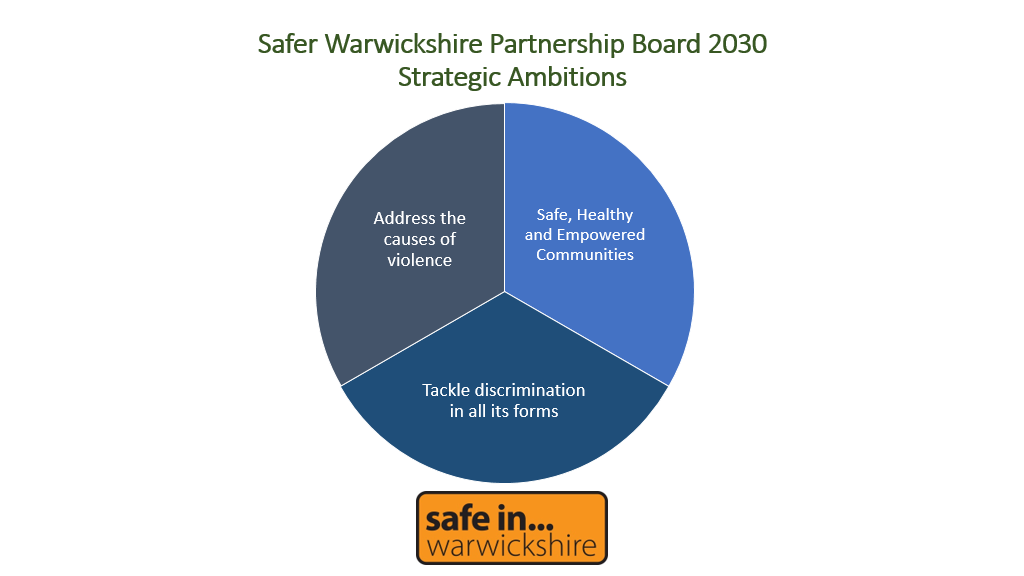 Safer Warwickshire Partnership Board 2030
Strategic Ambitions
Address the
causes of
violence
Safe, Healthy
and Empowered
Communities
Tackle discrimination
in all its forms
safe in...
warwickshire